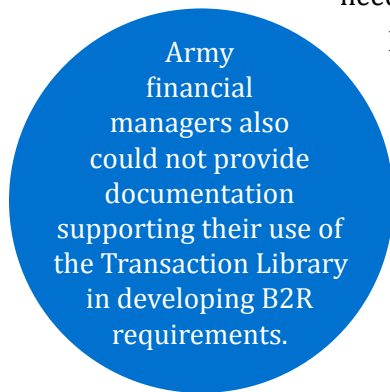 Army
financial
managers also
could not provide
documentation
supporting their use of
the Transaction Library
in developing B2R
requirements.